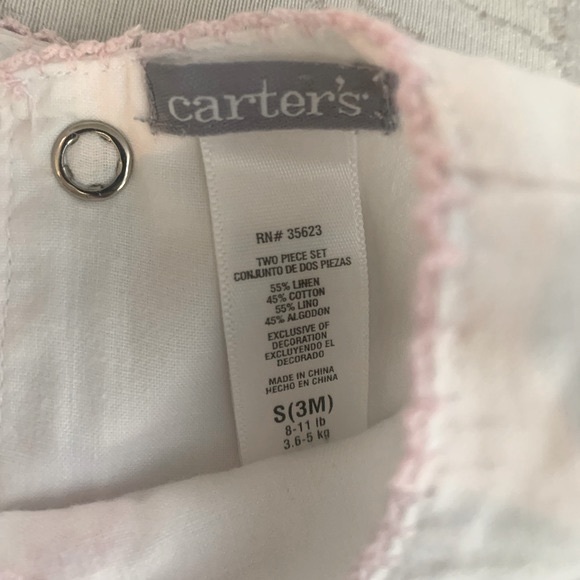 carter's
RN# 35623
TWO PIECE SET
CONJUNTO DE DOS PIEZAS
55% LINEN
45% COTTON
55% LINO
45% ALGODON
EXCLUSIVE OF
DECORATION
EXCLUYENDO EL
DECORADO
MADE IN CHINA
HECHO EN CHINA
S(3M)
8-11 lb
3.6-5 kg